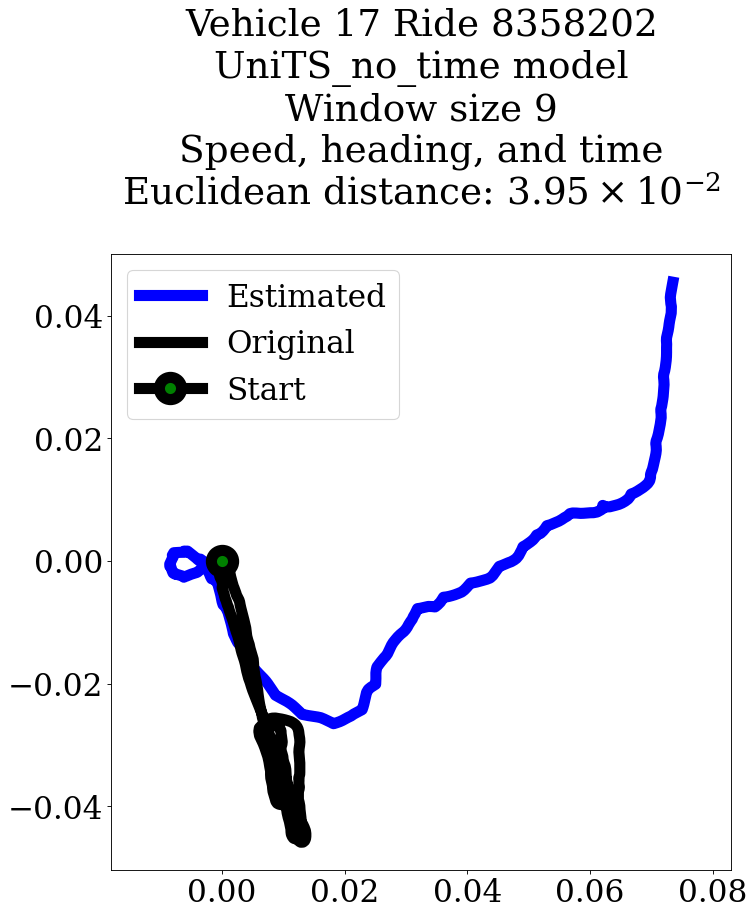 Vehicle 17 Ride 8358202
UniTS_no_time model
Window size 9
Speed, heading, and time
Euclidean distance: 3.95 × 10⁻²
Estimated
Original
Start
0.04
0.02
0.00
−0.02
−0.04
0.00 0.02 0.04 0.06 0.08